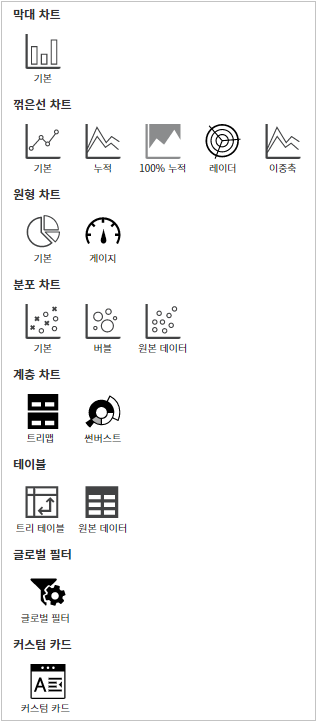 막대 차트
기본
꺾은선 차트
기본 누적 100% 누적 레이더 이중축
원형 차트
기본 게이지
분포 차트
기본 버블 원본 데이터
계층 차트
트리맵 썬버스트
테이블
트리 테이블 원본 데이터
글로벌 필터
글로벌 필터
커스텀 카드
A
커스텀 카드